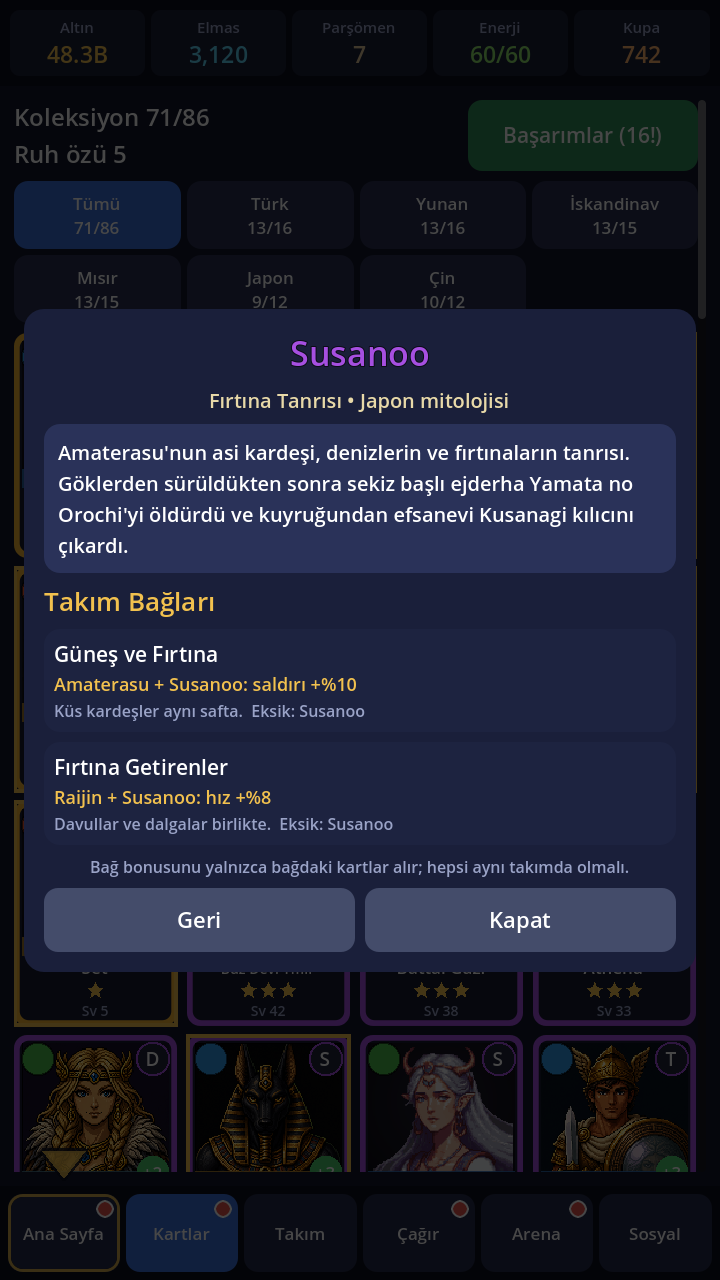 Altın
Elmas
Parşömen
Enerji
Kupa
48.3B
3,120
7
60/60
742
Koleksiyon 71/86
Ruh özü 5
Başarımlar (16!)
Tümü
71/86
Türk
13/16
Yunan
13/16
İskandinav
13/15
Mısır
13/15
Japon
9/12
Çin
10/12
Susanoo
Fırtına Tanrısı • Japon mitolojisi
Amaterasu'nun asi kardeşi, denizlerin ve fırtınaların tanrısı.
Göklerden sürüldükten sonra sekiz başlı ejderha Yamata no
Orochi'yi öldürdü ve kuyruğundan efsanevi Kusanagi kılıcını
çıkardı.
Takım Bağları
Güneş ve Fırtına
Amaterasu + Susanoo: saldırı +%10
Küs kardeşler aynı safta.  Eksik: Susanoo
Fırtına Getirenler
Raijin + Susanoo: hız +%8
Davullar ve dalgalar birlikte.  Eksik: Susanoo
Bağ bonusunu yalnızca bağdaki kartlar alır; hepsi aynı takımda olmalı.
Geri
Kapat
Sv 5
Sv 42
Sv 38
Sv 33
D
S
S
T
Ana Sayfa
Kartlar
Takım
Çağır
Arena
Sosyal